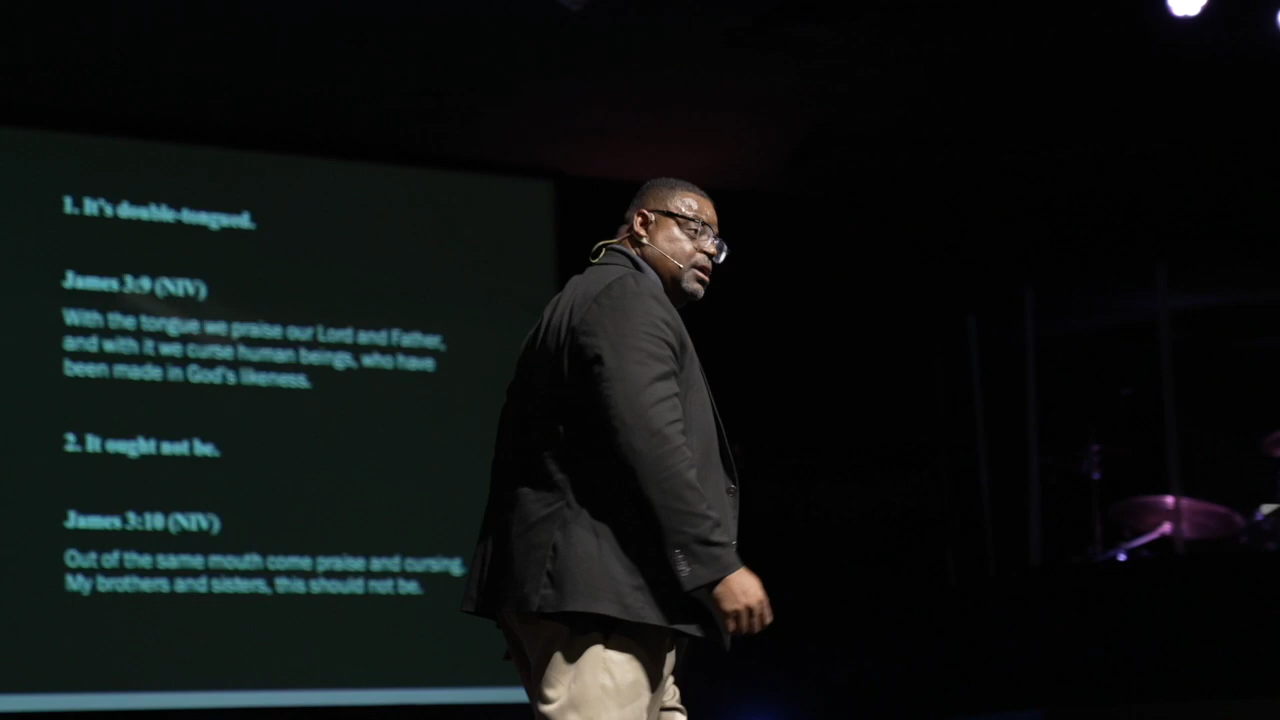 1. It's double-tongued.
James 3:9 (NIV)
With the tongue we praise our Lord and Father,
and with it we curse human beings, who have
been made in God's likeness.
2. It ought not be.
James 3:10 (NIV)
Out of the same mouth come praise and cursing.
My brothers and sisters, this should not be.